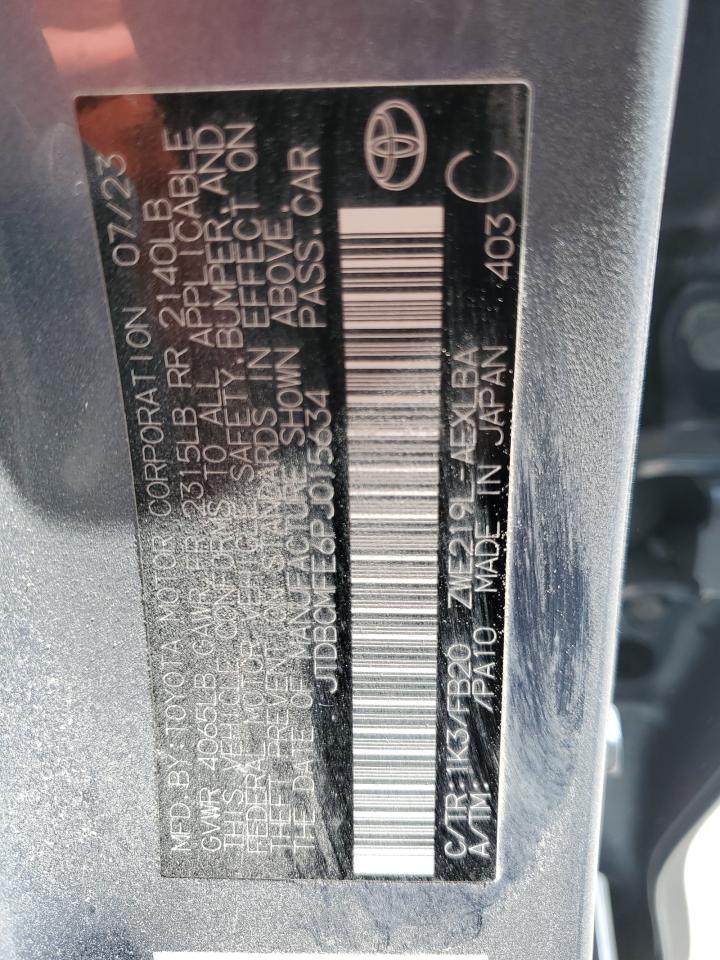 MFD.BY:TOYOTA MOTOR CORPORATION 07/23
GVWR 4065LB GAWR FR 2315LB RR 2140LB
THIS VEHICLE CONFORMS TO ALL APPLICABLE
FEDERAL MOTOR VEHICLE SAFETY, BUMPER, AND
THEFT PREVENTION STANDARDS IN EFFECT ON
THE DATE OF MANUFACTURE SHOWN ABOVE.
JTDBCMFE6PJ015634 PASS.CAR
C/TR:1K3/FB20 ZWE219L-AEXLBA
A/TM: /PA10 MADE IN JAPAN 403 C